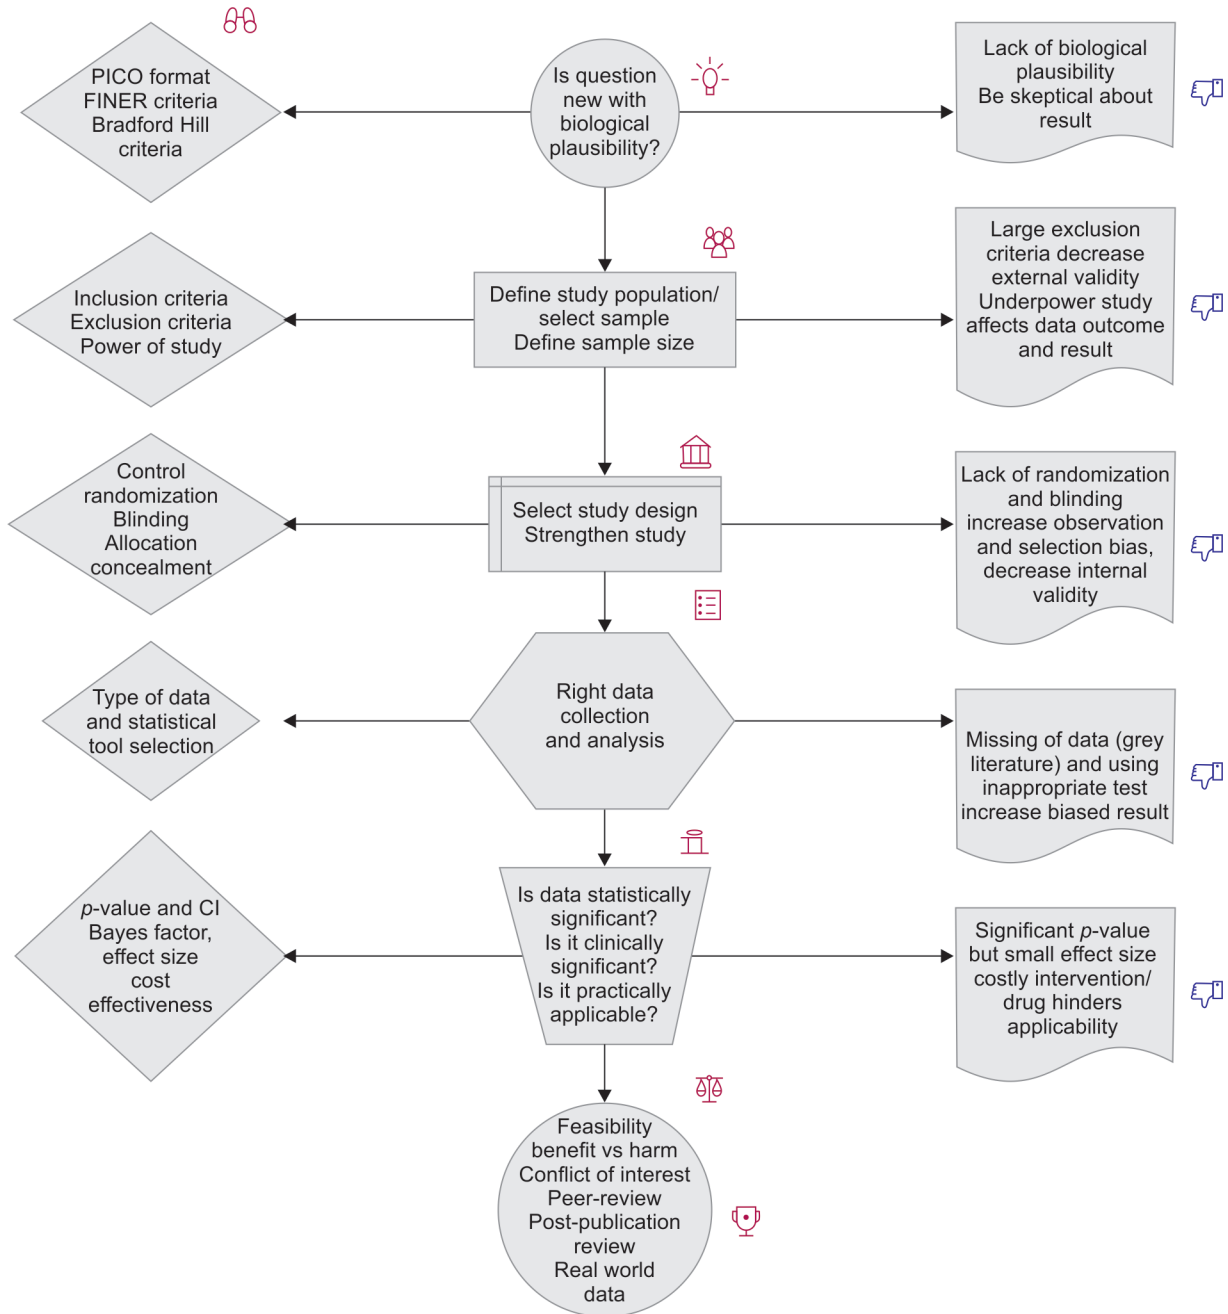 PICO format
FINER criteria
Bradford Hill
criteria
Is question
new with
biological
plausibility?
Lack of biological
plausibility
Be skeptical about
result
Inclusion criteria
Exclusion criteria
Power of study
Define study population/
select sample
Define sample size
Large exclusion
criteria decrease
external validity
Underpower study
affects data outcome
and result
Control
randomization
Blinding
Allocation
concealment
Select study design
Strengthen study
Lack of randomization
and blinding
increase observation
and selection bias,
decrease internal
validity
Type of data
and statistical
tool selection
Right data
collection
and analysis
Missing of data (grey
literature) and using
inappropriate test
increase biased result
p-value and CI
Bayes factor,
effect size
cost
effectiveness
Is data statistically
significant?
Is it clinically
significant?
Is it practically
applicable?
Significant p-value
but small effect size
costly intervention/
drug hinders
applicability
Feasibility
benefit vs harm
Conflict of interest
Peer-review
Post-publication
review
Real world
data